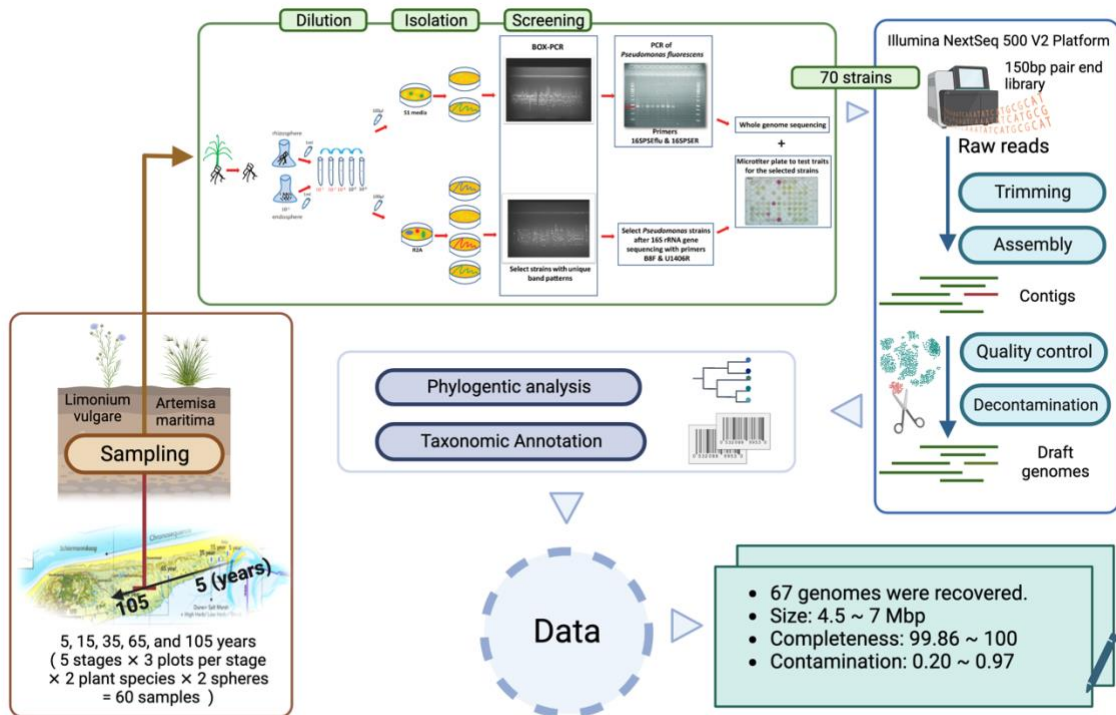 Dilution
Isolation
Screening
BOX-PCR
PCR of
Pseudomonas fluorescens
S1 media
rhizosphere
endosphere
R2A
Primers
16SPSEflu & 16SPSER
Select strains with unique
band patterns
Select Pseudomonas strains
after 16S rRNA gene
sequencing with primers
B8F & U1406R
Whole genome sequencing
+
Microtiter plate to test traits
for the selected strains
70 strains
Illumina NextSeq 500 V2 Platform
150bp pair end
library
Raw reads
Trimming
Assembly
Contigs
Quality control
Decontamination
Draft
genomes
Limonium
vulgare
Artemisa
maritima
Sampling
5 (years)
105
5, 15, 35, 65, and 105 years
( 5 stages × 3 plots per stage
× 2 plant species × 2 spheres
= 60 samples )
Phylogentic analysis
Taxonomic Annotation
Data
• 67 genomes were recovered.
• Size: 4.5 ~ 7 Mbp
• Completeness: 99.86 ~ 100
• Contamination: 0.20 ~ 0.97